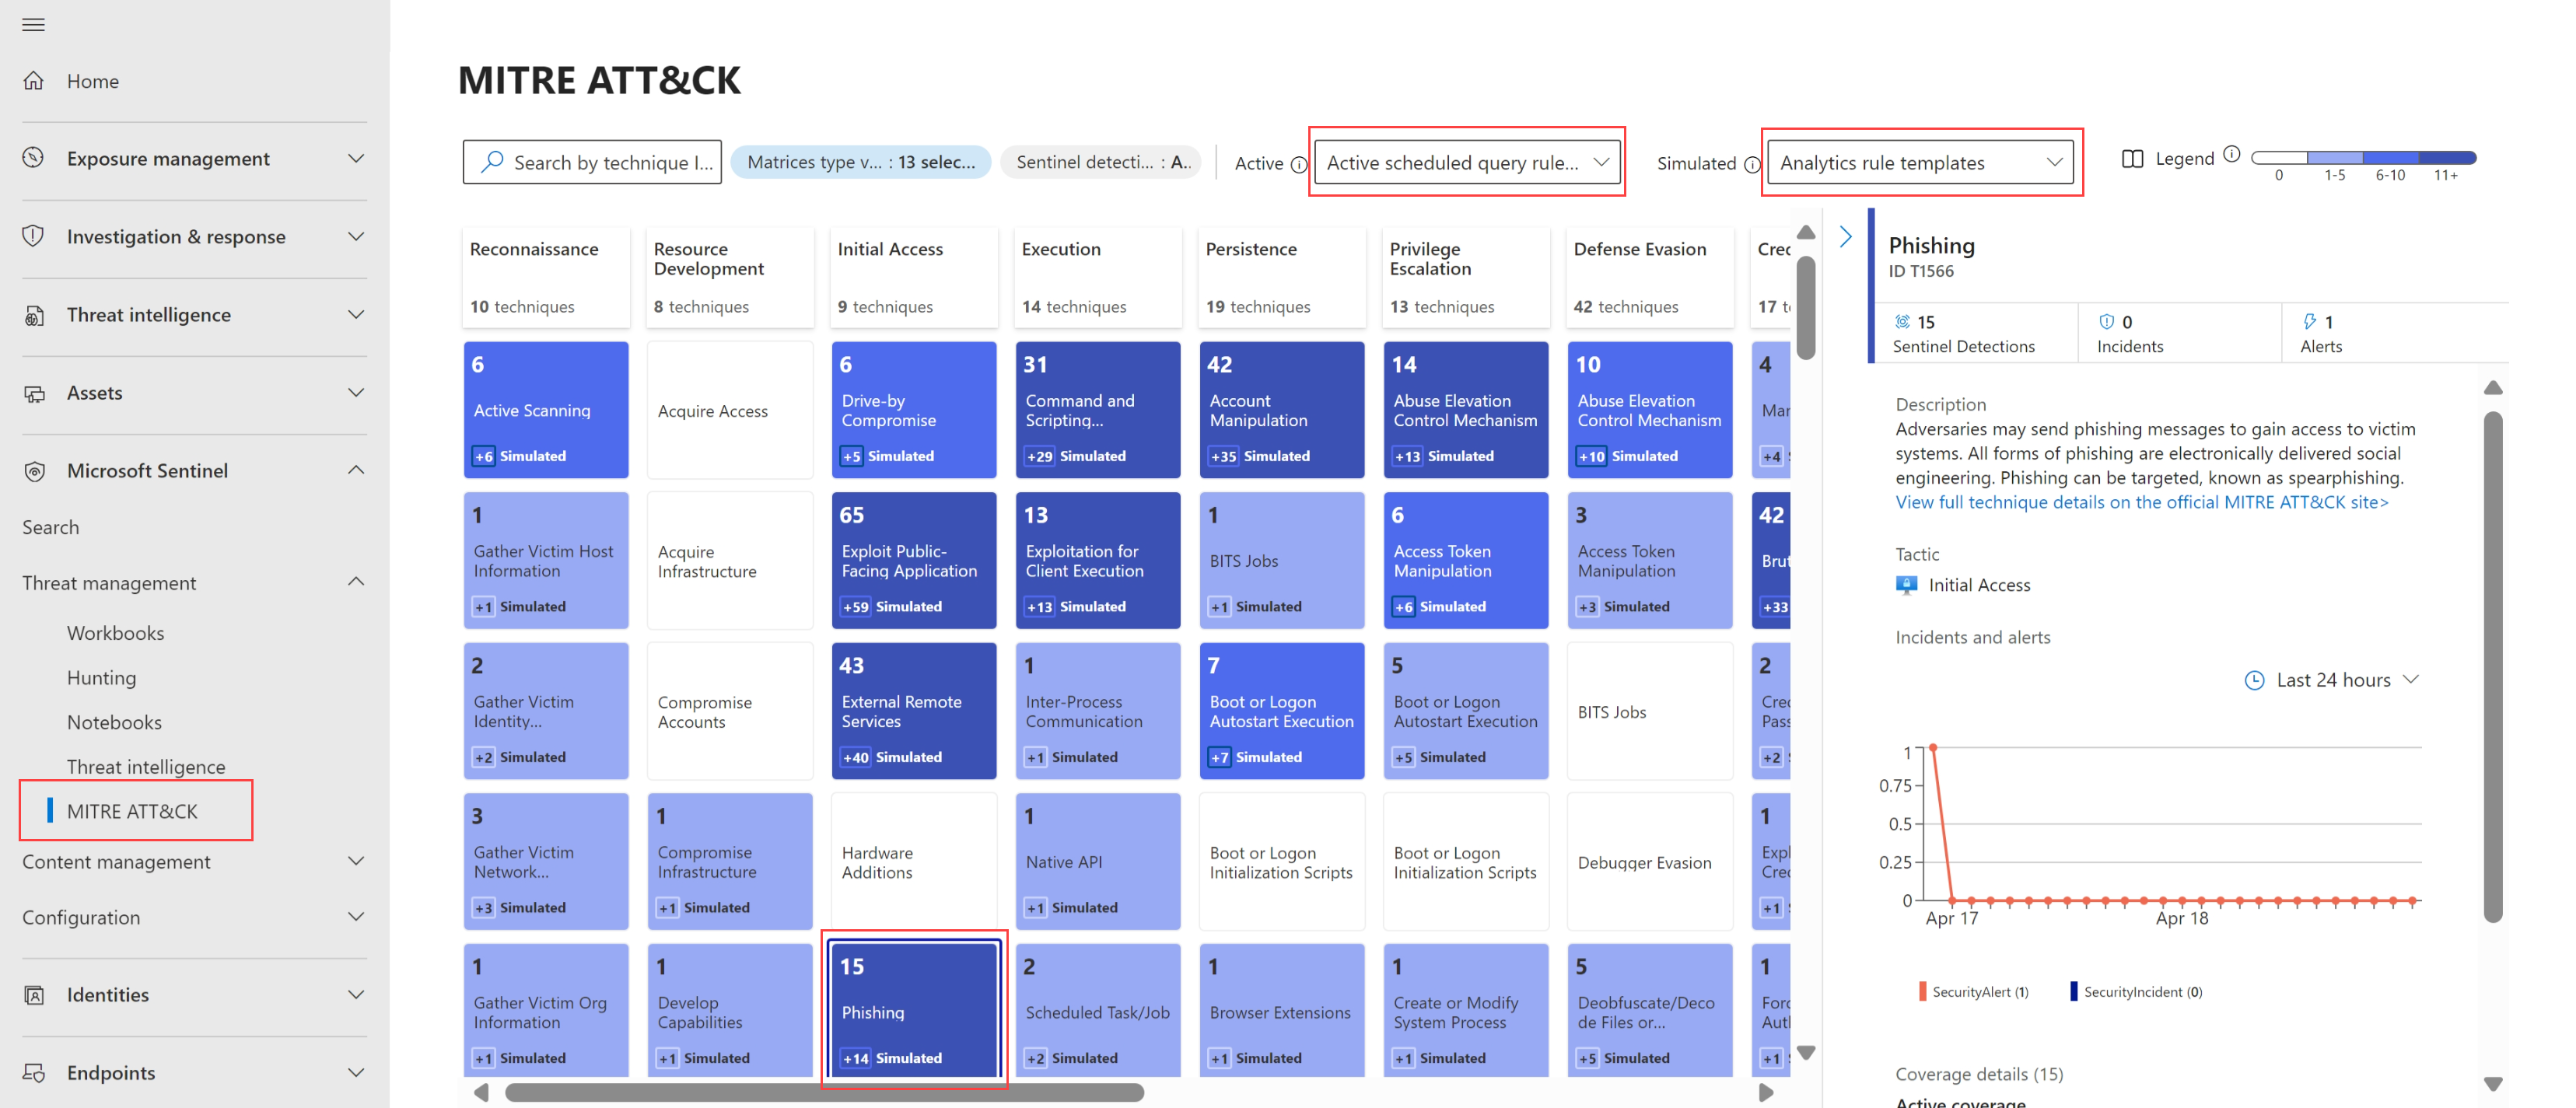 Home
Exposure management
Investigation & response
Threat intelligence
Assets
Microsoft Sentinel
Search
Threat management
Workbooks
Hunting
Notebooks
Threat intelligence
MITRE ATT&CK
Content management
Configuration
Identities
Endpoints
MITRE ATT&CK
Search by technique I...
Matrices type v... : 13 selec...
Sentinel detecti... : A..
Active
Active scheduled query rule...
Simulated
Analytics rule templates
Legend
0 1-5 6-10 11+
Reconnaissance
10 techniques
Resource
Development
8 techniques
Initial Access
9 techniques
Execution
14 techniques
Persistence
19 techniques
Privilege
Escalation
13 techniques
Defense Evasion
42 techniques
Cred
17 t
6
Active Scanning
+6 Simulated
Acquire Access
6
Drive-by
Compromise
+5 Simulated
31
Command and
Scripting...
+29 Simulated
42
Account
Manipulation
+35 Simulated
14
Abuse Elevation
Control Mechanism
+13 Simulated
10
Abuse Elevation
Control Mechanism
+10 Simulated
4
+4
1
Gather Victim Host
Information
+1 Simulated
Acquire
Infrastructure
65
Exploit Public-
Facing Application
+59 Simulated
13
Exploitation for
Client Execution
+13 Simulated
1
BITS Jobs
+1 Simulated
6
Access Token
Manipulation
+6 Simulated
3
Access Token
Manipulation
+3 Simulated
42
Brut
+33
2
Gather Victim
Identity...
+2 Simulated
Compromise
Accounts
43
External Remote
Services
+40 Simulated
1
Inter-Process
Communication
+1 Simulated
7
Boot or Logon
Autostart Execution
+7 Simulated
5
Boot or Logon
Autostart Execution
+5 Simulated
BITS Jobs
2
Cred
Pass
+2
3
Gather Victim
Network...
+3 Simulated
1
Compromise
Infrastructure
+1 Simulated
Hardware
Additions
1
Native API
+1 Simulated
Boot or Logon
Initialization Scripts
Boot or Logon
Initialization Scripts
Debugger Evasion
1
Expl
Cred
+1
1
Gather Victim Org
Information
+1 Simulated
1
Develop
Capabilities
+1 Simulated
15
Phishing
+14 Simulated
2
Scheduled Task/Job
+2 Simulated
1
Browser Extensions
+1 Simulated
1
Create or Modify
System Process
+1 Simulated
5
Deobfuscate/Deco
de Files or...
+5 Simulated
1
Forc
Aut
+1
Phishing
ID T1566
15
Sentinel Detections
0
Incidents
1
Alerts
Description
Adversaries may send phishing messages to gain access to victim
systems. All forms of phishing are electronically delivered social
engineering. Phishing can be targeted, known as spearphishing.
View full technique details on the official MITRE ATT&CK site>
Tactic
Initial Access
Incidents and alerts
Last 24 hours
1
0.75
0.5
0.25
0
Apr 17 Apr 18
SecurityAlert (1) SecurityIncident (0)
Coverage details (15)
Active coverage